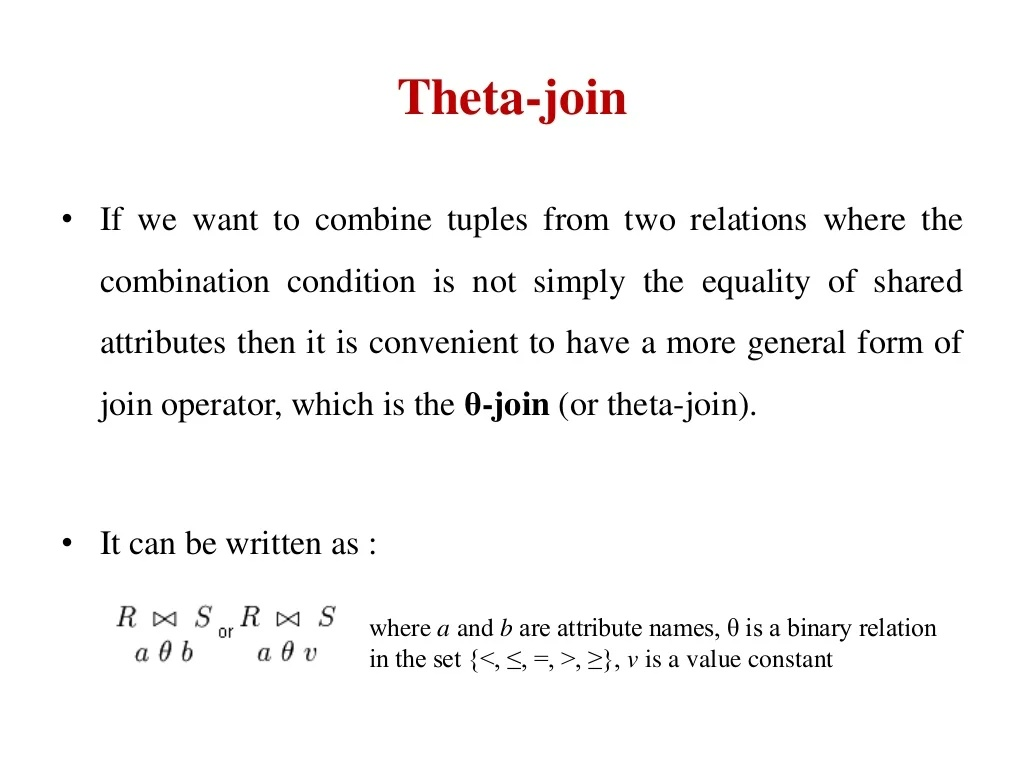 Theta-join
• If we want to combine tuples from two relations where the
combination condition is not simply the equality of shared
attributes then it is convenient to have a more general form of
join operator, which is the θ-join (or theta-join).
• It can be written as :
R ⋈ S or R ⋈ S
a θ b a θ v
where a and b are attribute names, θ is a binary relation
in the set {<, ≤, =, >, ≥}, v is a value constant